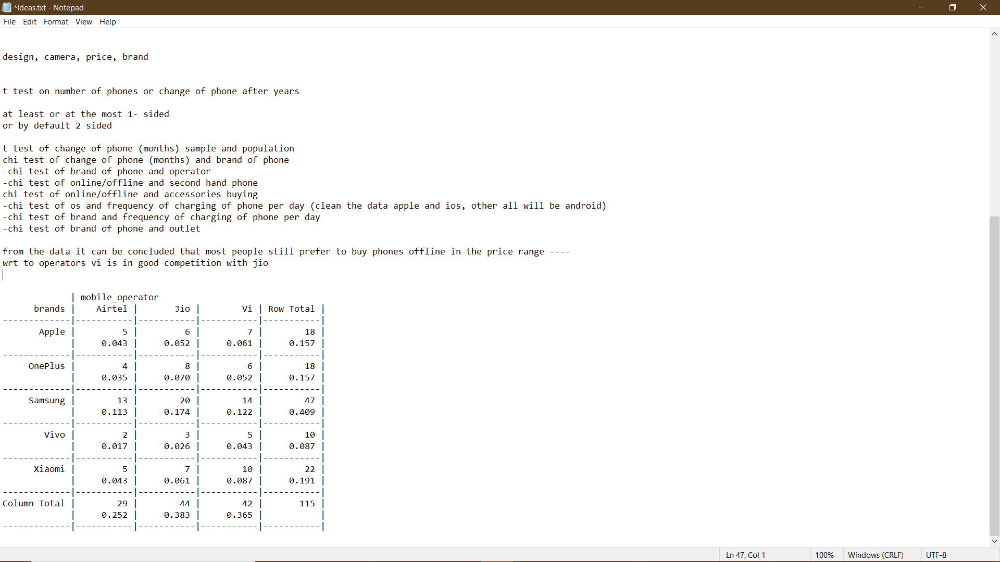 *Ideas.txt - Notepad
File Edit Format View Help
design, camera, price, brand
t test on number of phones or change of phone after years
at least or at the most 1- sided
or by default 2 sided
t test of change of phone (months) sample and population
chi test of change of phone (months) and brand of phone
-chi test of brand of phone and operator
-chi test of online/offline and second hand phone
chi test of online/offline and accessories buying
-chi test of os and frequency of charging of phone per day (clean the data apple and ios, other all will be android)
-chi test of brand and frequency of charging of phone per day
-chi test of brand of phone and outlet
from the data it can be concluded that most people still prefer to buy phones offline in the price range ----
wrt to operators vi is in good competition with jio
| mobile_operator
brands | Airtel | Jio | Vi | Row Total |
-------------|-----------|-----------|-----------|-----------|
Apple | 5 | 6 | 7 | 18 |
| 0.043 | 0.052 | 0.061 | 0.157 |
-------------|-----------|-----------|-----------|-----------|
OnePlus | 4 | 8 | 6 | 18 |
| 0.035 | 0.070 | 0.052 | 0.157 |
-------------|-----------|-----------|-----------|-----------|
Samsung | 13 | 20 | 14 | 47 |
| 0.113 | 0.174 | 0.122 | 0.409 |
-------------|-----------|-----------|-----------|-----------|
Vivo | 2 | 3 | 5 | 10 |
| 0.017 | 0.026 | 0.043 | 0.087 |
-------------|-----------|-----------|-----------|-----------|
Xiaomi | 5 | 7 | 10 | 22 |
| 0.043 | 0.061 | 0.087 | 0.191 |
-------------|-----------|-----------|-----------|-----------|
Column Total | 29 | 44 | 42 | 115 |
| 0.252 | 0.383 | 0.365 | |
-------------|-----------|-----------|-----------|-----------|
Ln 47, Col 1 100% Windows (CRLF) UTF-8